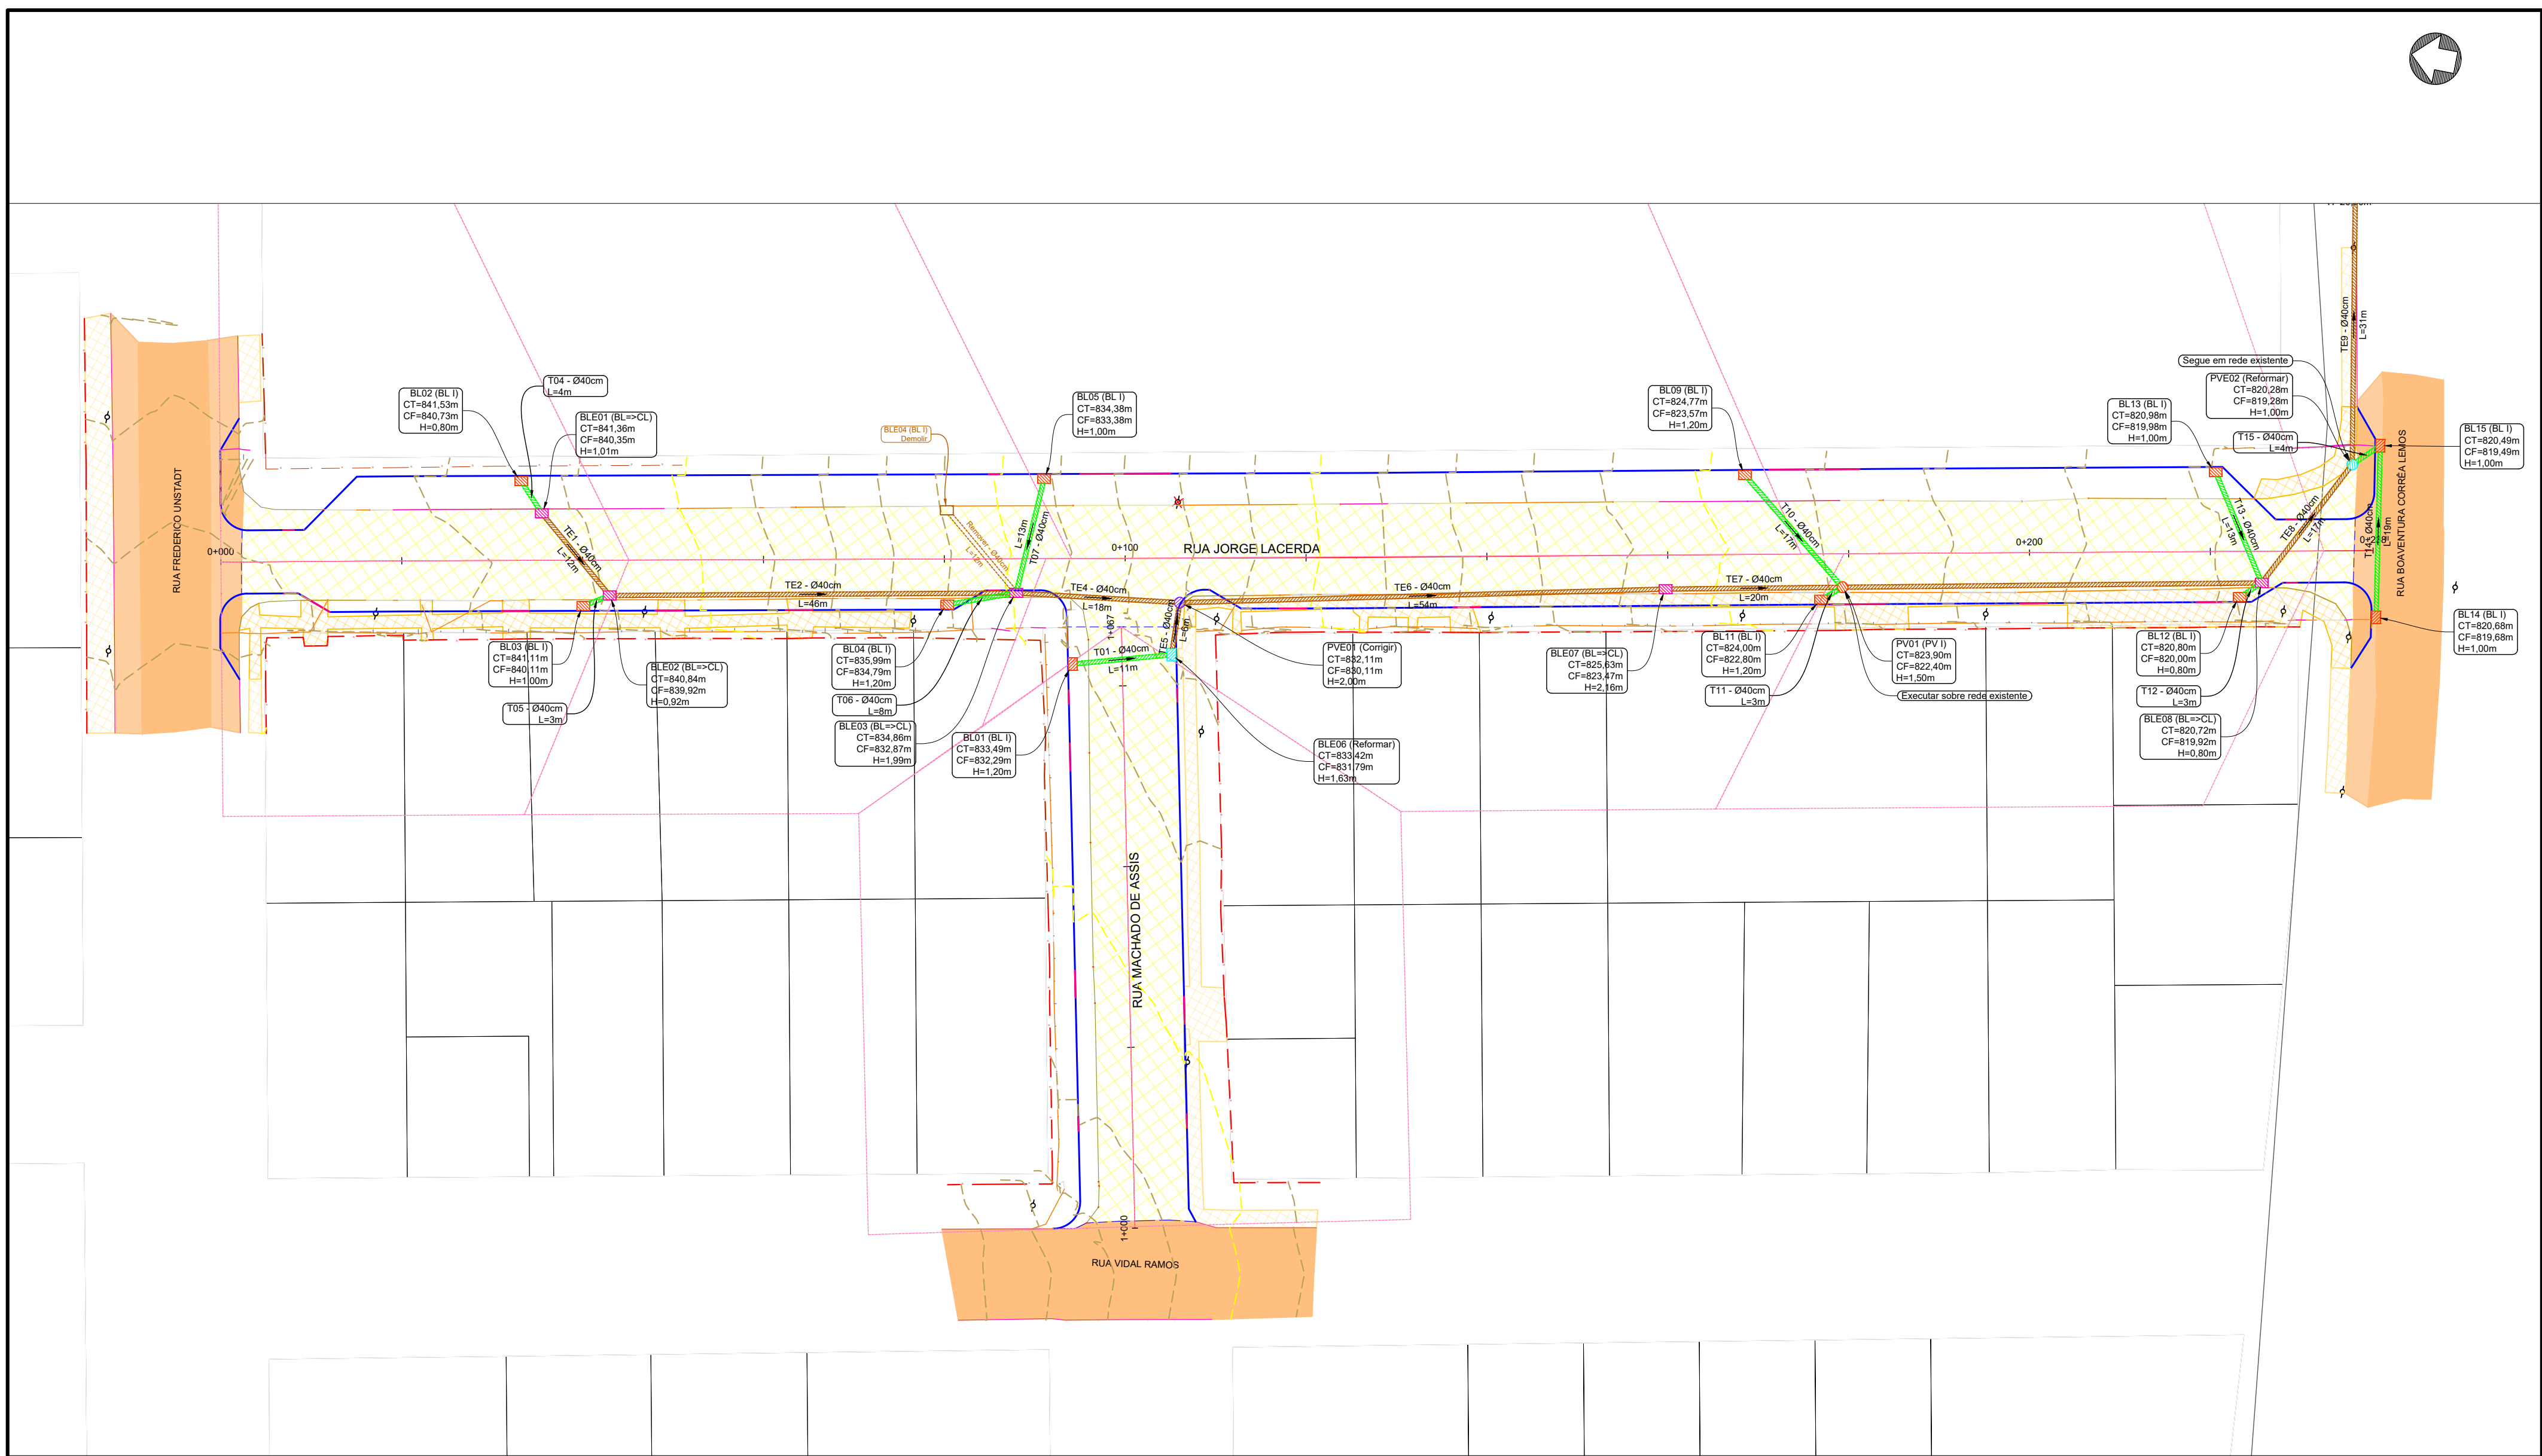 TE9 - Ø40cm
L=31m
Segue em rede existente
PVE02 (Reformar)
CT=820,28m
CF=819,28m
H=1,00m
T04 - Ø40cm
L=4m
BL02 (BL I)
CT=841,53m
CF=840,73m
H=0,80m
BLE01 (BL=>CL)
CT=841,36m
CF=840,35m
H=1,01m
BL05 (BL I)
CT=834,38m
CF=833,38m
H=1,00m
BLE04 (BL I)
Demolir
BL09 (BL I)
CT=824,77m
CF=823,57m
H=1,20m
BL13 (BL I)
CT=820,98m
CF=819,98m
H=1,00m
T15 - Ø40cm
L=4m
BL15 (BL I)
CT=820,49m
CF=819,49m
H=1,00m
RUA FREDERICO UNSTADT
RUA BOAVENTURA CORRÊA LEMOS
0+000
TE1 - Ø40cm
L=12m
Remover - Ø40cm
L=12m
L=13m
T07 - Ø40cm
0+100
RUA JORGE LACERDA
T10 - Ø40cm
L=17m
0+200
T13 - Ø40cm
L=13m
TE8 - Ø40cm
L=17m
0+218
T14 - Ø40cm
L=19m
TE2 - Ø40cm
L=46m
TE4 - Ø40cm
L=18m
TE6 - Ø40cm
L=54m
TE7 - Ø40cm
L=20m
1+067
TE5 - Ø40cm
L=6m
T01 - Ø40cm
L=11m
BL03 (BL I)
CT=841,11m
CF=840,11m
H=1,00m
BLE02 (BL=>CL)
CT=840,84m
CF=839,92m
H=0,92m
T05 - Ø40cm
L=3m
BL04 (BL I)
CT=835,99m
CF=834,79m
H=1,20m
T06 - Ø40cm
L=8m
BLE03 (BL=>CL)
CT=834,86m
CF=832,87m
H=1,99m
BL01 (BL I)
CT=833,49m
CF=832,29m
H=1,20m
PVE01 (Corrigir)
CT=832,11m
CF=830,11m
H=2,00m
BLE06 (Reformar)
CT=833,42m
CF=831,79m
H=1,63m
BLE07 (BL=>CL)
CT=825,63m
CF=823,47m
H=2,16m
BL11 (BL I)
CT=824,00m
CF=822,80m
H=1,20m
T11 - Ø40cm
L=3m
PV01 (PV I)
CT=823,90m
CF=822,40m
H=1,50m
Executar sobre rede existente
BL12 (BL I)
CT=820,80m
CF=820,00m
H=0,80m
T12 - Ø40cm
L=3m
BLE08 (BL=>CL)
CT=820,72m
CF=819,92m
H=0,80m
BL14 (BL I)
CT=820,68m
CF=819,68m
H=1,00m
RUA MACHADO DE ASSIS
1+000
RUA VIDAL RAMOS